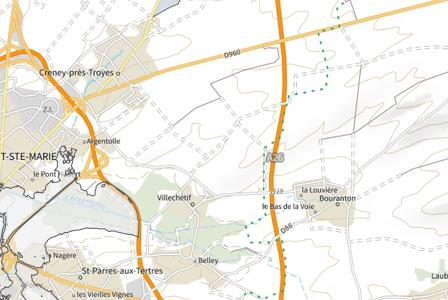 D960
Creney-près-Troyes
Z.I.
Argentolle
T-STE-MARIE
A26
le Pont
la Louvière
Villechétif
Bouranton
le Bas de la Voie
d'Argentolle
D86
a Nagère
Belley
St-Parres-aux-Tertres
Laub
les Vieilles Vignes